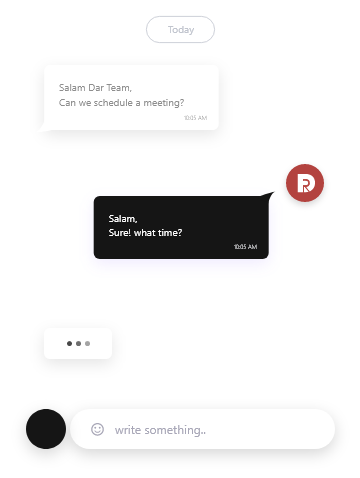 Today
Salam Dar Team,
Can we schedule a meeting?
10:05 AM
Salam,
Sure! what time?
10:05 AM
write something..